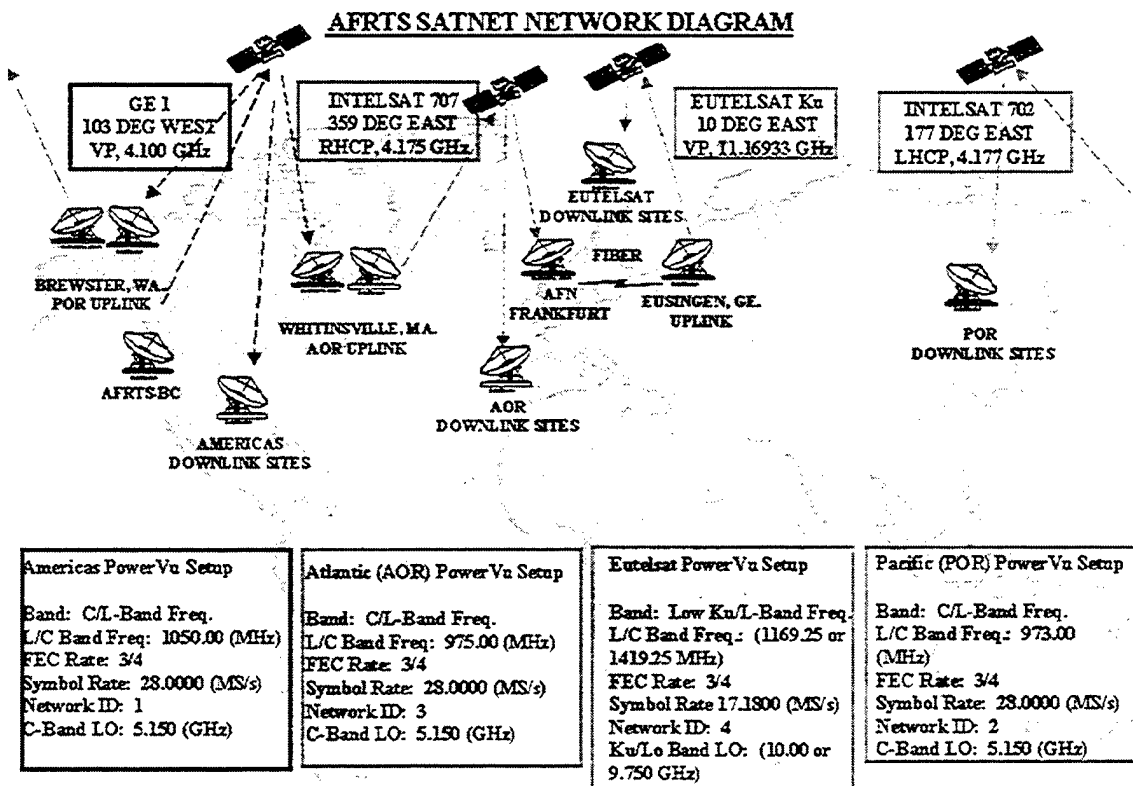 AFRTS SATNET NETWORK DIAGRAM
GE 1
103 DEG WEST
VP, 4.100 GHz
INTELSAT 707
359 DEG EAST
RHCP, 4.175 GHz.
EUTELSAT Ku
10 DEG EAST
VP, 11.16933 GHz
INTELSAT 702
177 DEG EAST
LHCP, 4.177 GHz
BREWSTER, WA.
POR UPLINK
AFRTS-BC
AMERICAS
DOWNLINK SITES
WHITINSVILLE, MA.
AOR UPLINK
EUTELSAT
DOWNLINK SITES
FIBER
AFN
FRANKFURT
EUSINGEN, GE.
UPLINK
AOR
DOWNLINK SITES
POR
DOWNLINK SITES
Americas PowerVu Setup
Band: C/L-Band Freq.
L/C Band Freq: 1050.00 (MHz)
FEC Rate: 3/4
Symbol Rate: 28.0000 (MS/s)
Network ID: 1
C-Band LO: 5.150 (GHz)
Atlantic (AOR) PowerVu Setup
Band: C/L-Band Freq.
L/C Band Freq: 975.00 (MHz)
FEC Rate: 3/4
Symbol Rate: 28.0000 (MS/s)
Network ID: 3
C-Band LO: 5.150 (GHz)
Eutelsat PowerVu Setup
Band: Low Ku/L-Band Freq.
L/C Band Freq.: (1169.25 or
1419.25 MHz)
FEC Rate: 3/4
Symbol Rate 17.1800 (MS/s)
Network ID: 4
Ku/Lo Band LO: (10.00 or
9.750 GHz)
Pacific (POR) PowerVu Setup
Band: C/L-Band Freq.
L/C Band Freq.: 973.00
(MHz)
FEC Rate: 3/4
Symbol Rate: 28.0000 (MS/s)
Network ID: 2
C-Band LO: 5.150 (GHz)